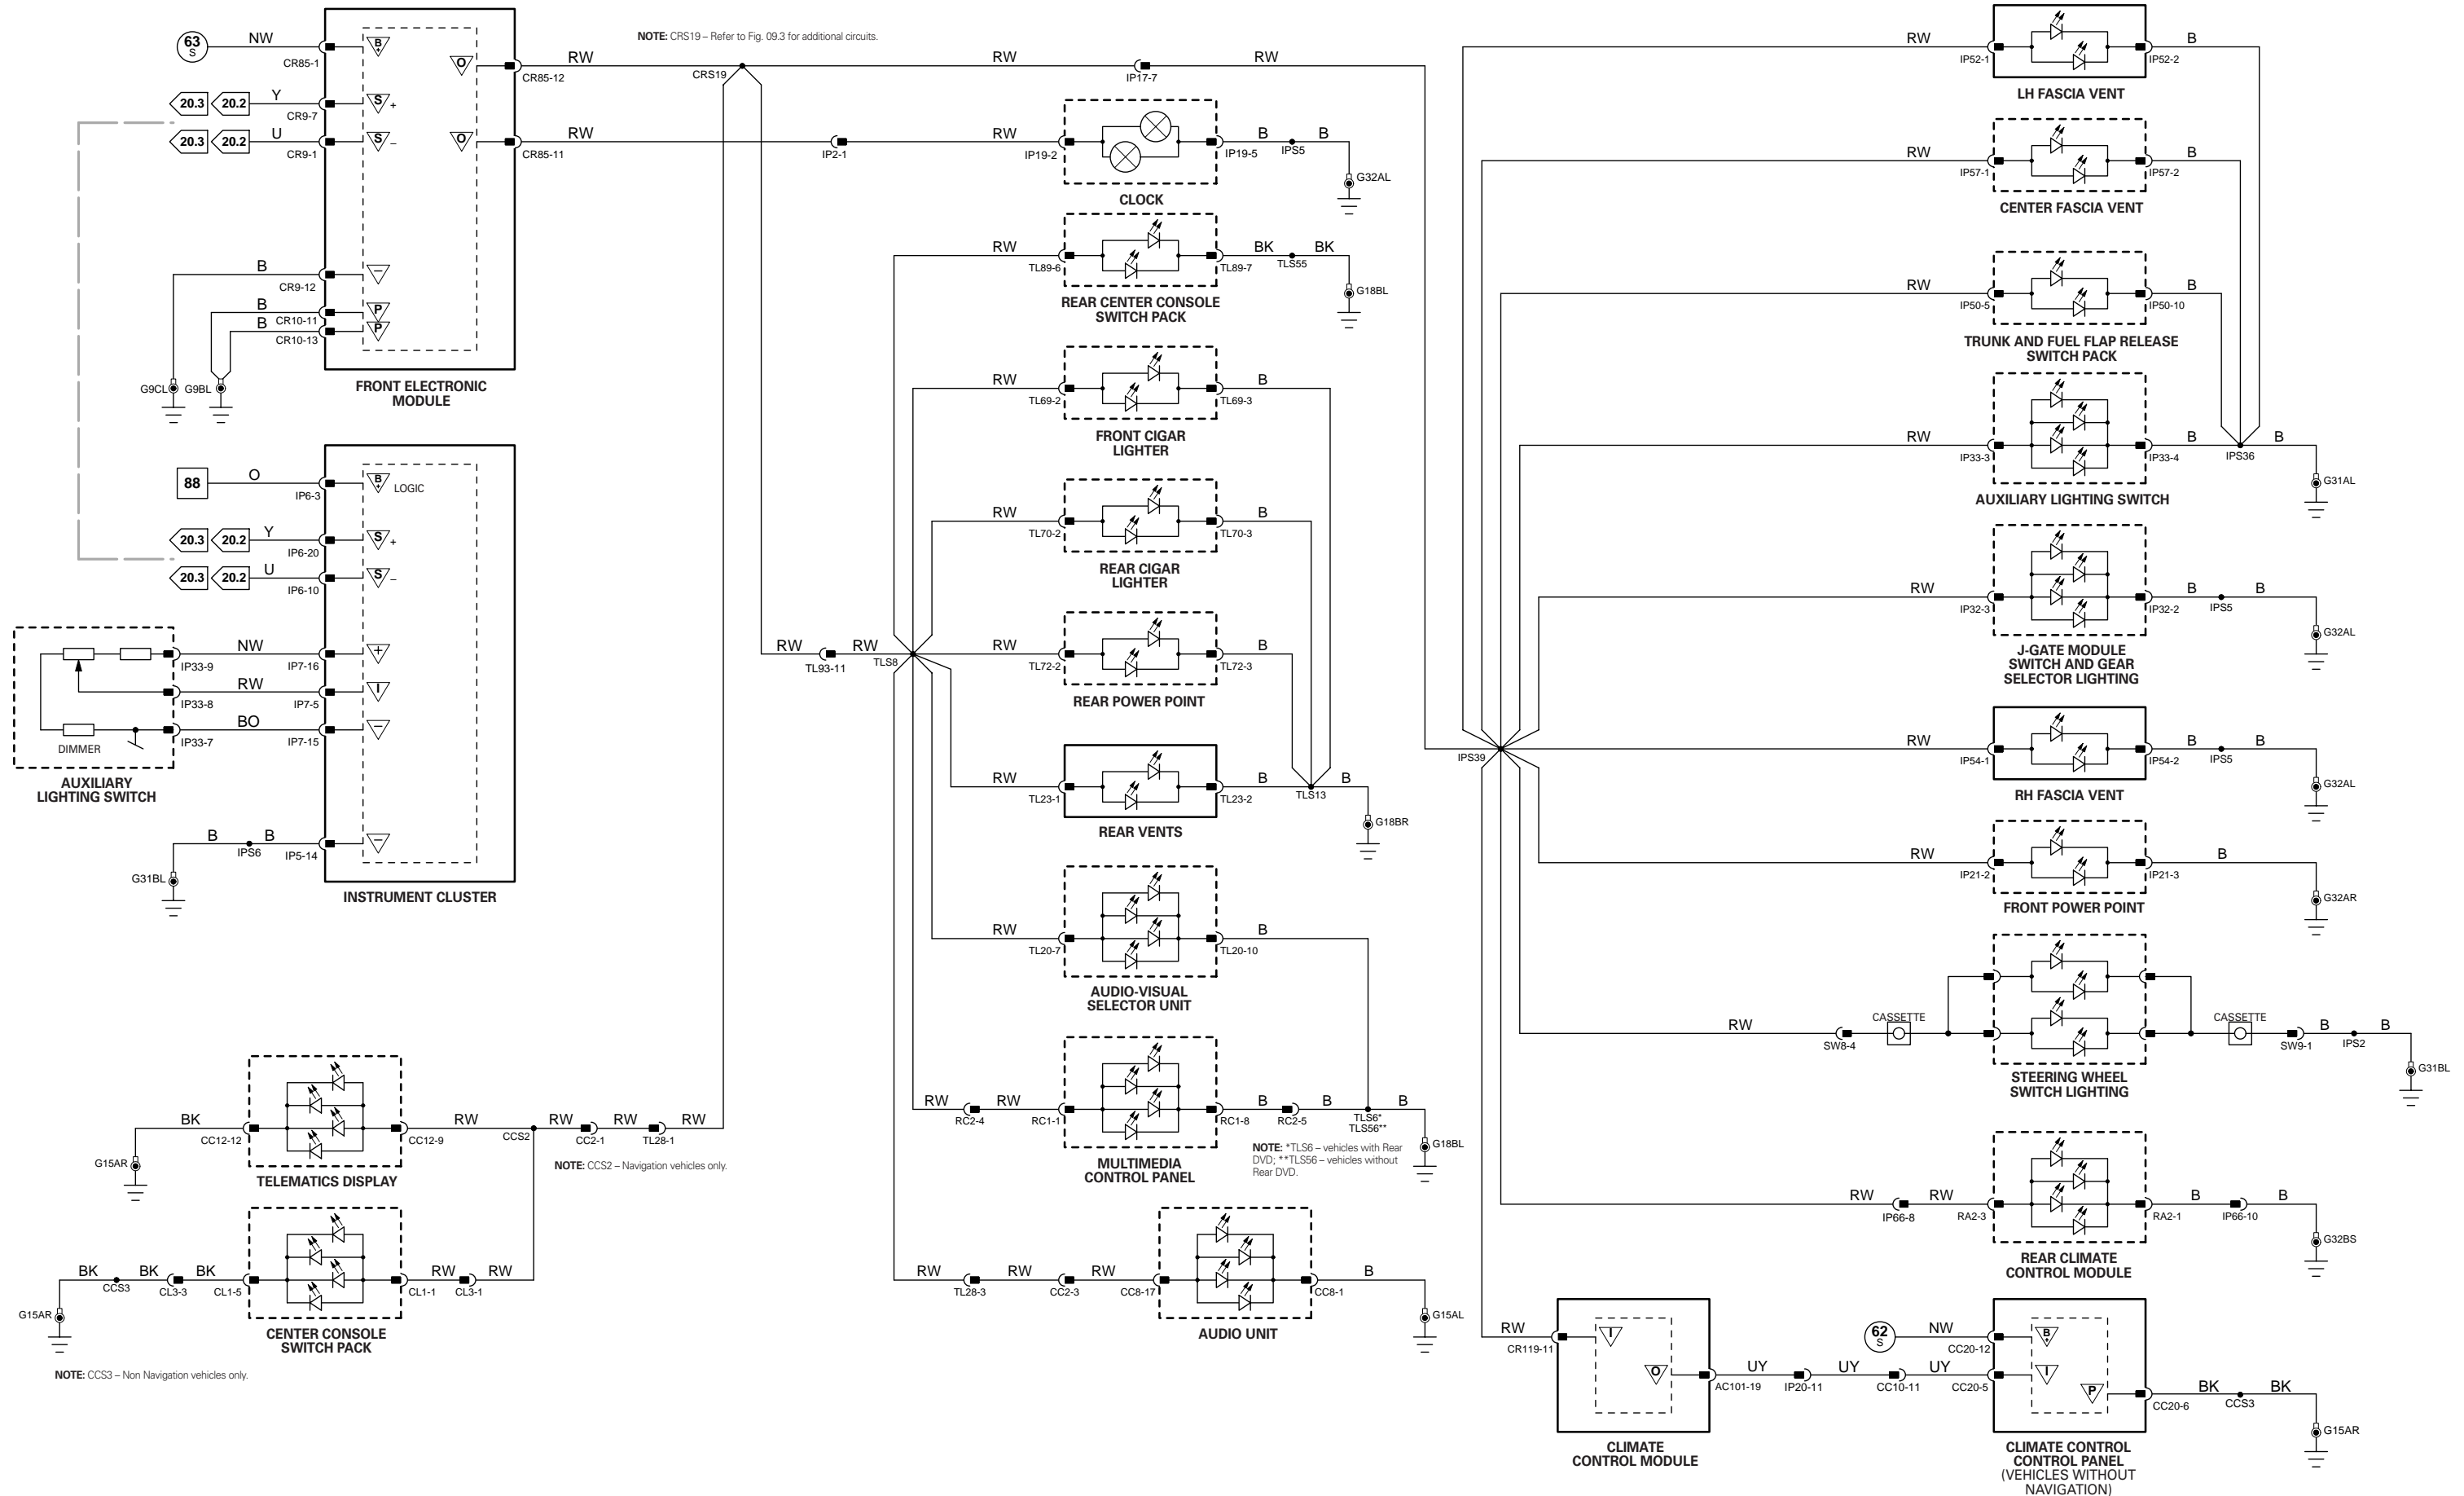 NOTE: CRS19 – Refer to Fig. 09.3 for additional circuits.
63
S
NW
CR85-1
B
+
O
CR85-12
RW
CRS19
RW
IP17-7
RW
20.3
20.2
Y
CR9-7
S
+
20.3
20.2
U
CR9-1
S
–
O
CR85-11
RW
IP2-1
RW
IP19-2
IP19-5
B
IPS5
B
G32AL
CLOCK
B
CR9-12
–
B
CR10-11
P
B
CR10-13
P
G9CL
G9BL
FRONT ELECTRONIC
MODULE
RW
TL89-6
TL89-7
BK
TLS55
BK
G18BL
REAR CENTER CONSOLE
SWITCH PACK
RW
TL69-2
TL69-3
B
FRONT CIGAR
LIGHTER
88
O
IP6-3
B
+
LOGIC
20.3
20.2
Y
IP6-20
S
+
20.3
20.2
U
IP6-10
S
–
RW
TL70-2
TL70-3
B
REAR CIGAR
LIGHTER
IP33-9
NW
IP7-16
+
IP33-8
RW
IP7-5
I
IP33-7
BO
IP7-15
–
DIMMER
AUXILIARY
LIGHTING SWITCH
B
IPS6
B
IP5-14
–
G31BL
INSTRUMENT CLUSTER
RW
TL93-11
RW
TLS8
RW
TL72-2
TL72-3
B
REAR POWER POINT
RW
TL23-1
TL23-2
B
TLS13
B
G18BR
REAR VENTS
RW
TL20-7
TL20-10
B
AUDIO-VISUAL
SELECTOR UNIT
RW
RC2-4
RW
RC1-1
RC1-8
B
RC2-5
B
TLS6*
TLS56**
B
G18BL
MULTIMEDIA
CONTROL PANEL
NOTE: *TLS6 – vehicles with Rear
DVD; **TLS56 – vehicles without
Rear DVD.
RW
TL28-3
RW
CC2-3
RW
CC8-17
CC8-1
B
G15AL
AUDIO UNIT
BK
CC12-12
G15AR
CC12-9
RW
CCS2
RW
CC2-1
RW
TL28-1
RW
TELEMATICS DISPLAY
NOTE: CCS2 – Navigation vehicles only.
BK
CCS3
BK
CL3-3
BK
CL1-5
G15AR
CL1-1
RW
CL3-1
RW
CENTER CONSOLE
SWITCH PACK
NOTE: CCS3 – Non Navigation vehicles only.
RW
IP52-1
IP52-2
B
LH FASCIA VENT
RW
IP57-1
IP57-2
B
CENTER FASCIA VENT
RW
IP50-5
IP50-10
B
TRUNK AND FUEL FLAP RELEASE
SWITCH PACK
RW
IP33-3
IP33-4
B
IPS36
B
G31AL
AUXILIARY LIGHTING SWITCH
RW
IP32-3
IP32-2
B
IPS5
B
G32AL
J-GATE MODULE
SWITCH AND GEAR
SELECTOR LIGHTING
IPS39
RW
IP54-1
IP54-2
B
IPS5
B
G32AL
RH FASCIA VENT
RW
IP21-2
IP21-3
B
G32AR
FRONT POWER POINT
RW
SW8-4
CASSETTE
CASSETTE
SW9-1
B
IPS2
B
G31BL
STEERING WHEEL
SWITCH LIGHTING
RW
IP66-8
RW
RA2-3
RA2-1
B
IP66-10
B
G32BS
REAR CLIMATE
CONTROL MODULE
RW
CR119-11
I
O
AC101-19
UY
IP20-11
UY
CC10-11
UY
CC20-5
I
62
S
NW
CC20-12
B
+
P
CC20-6
BK
CCS3
BK
G15AR
CLIMATE
CONTROL MODULE
CLIMATE CONTROL
CONTROL PANEL
(VEHICLES WITHOUT
NAVIGATION)